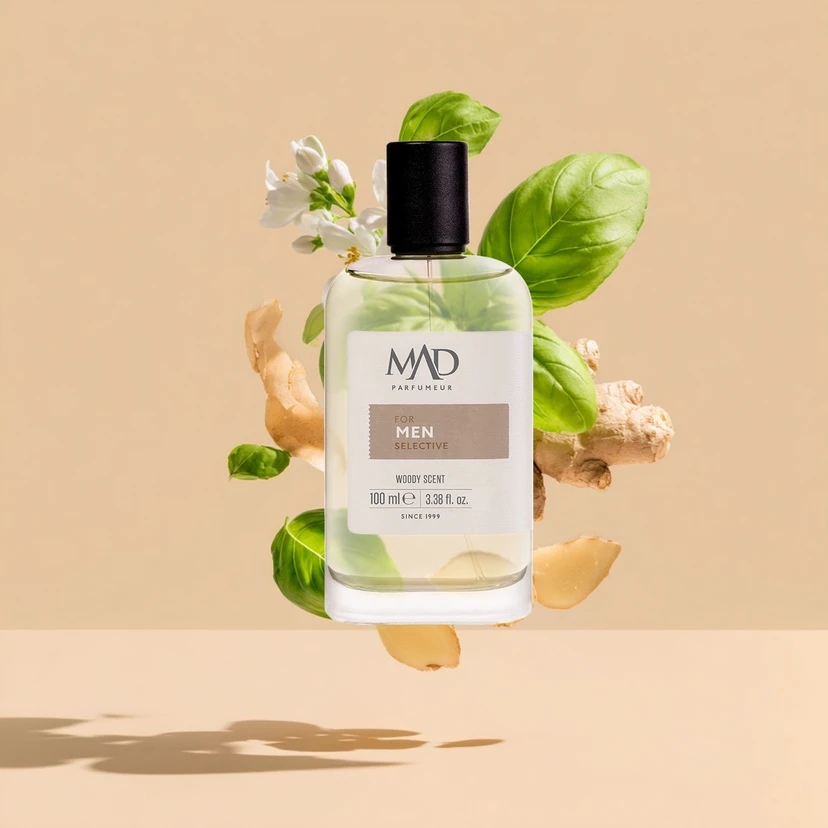 MAD
PARFUMEUR
FOR
MEN
SELECTIVE
WOODY SCENT
100 ml ℮ 3.38 fl. oz.
SINCE 1999